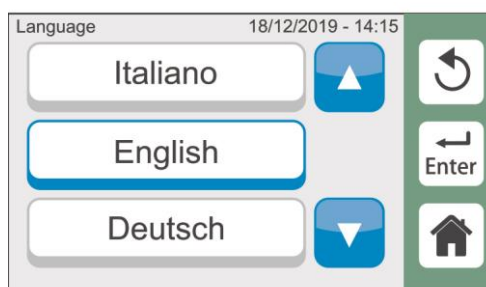 Language 18/12/2019 - 14:15
Italiano
English
Enter
Deutsch